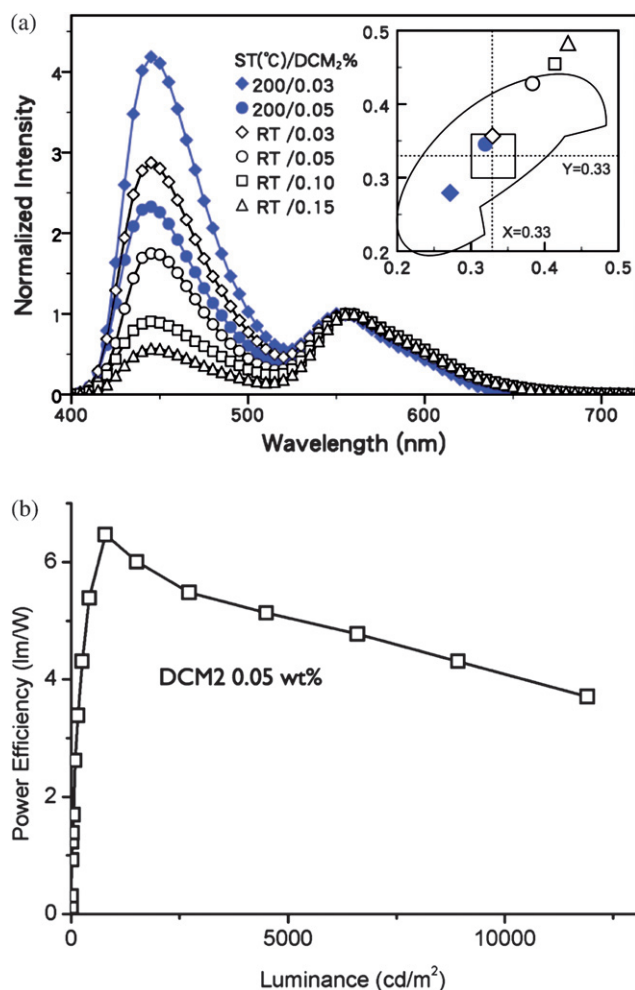 (a)
ST(°C)/DCM₂%
200/0.03
200/0.05
RT /0.03
RT /0.05
RT /0.10
RT /0.15
Normalized Intensity
5
4
3
2
1
0
400
500
600
700
Wavelength (nm)
0.5
0.4
0.3
0.2
0.2
0.3
0.4
0.5
Y=0.33
X=0.33
(b)
Power Efficiency (lm/W)
6
4
2
0
DCM2 0.05 wt%
0
5000
10000
Luminance (cd/m²)